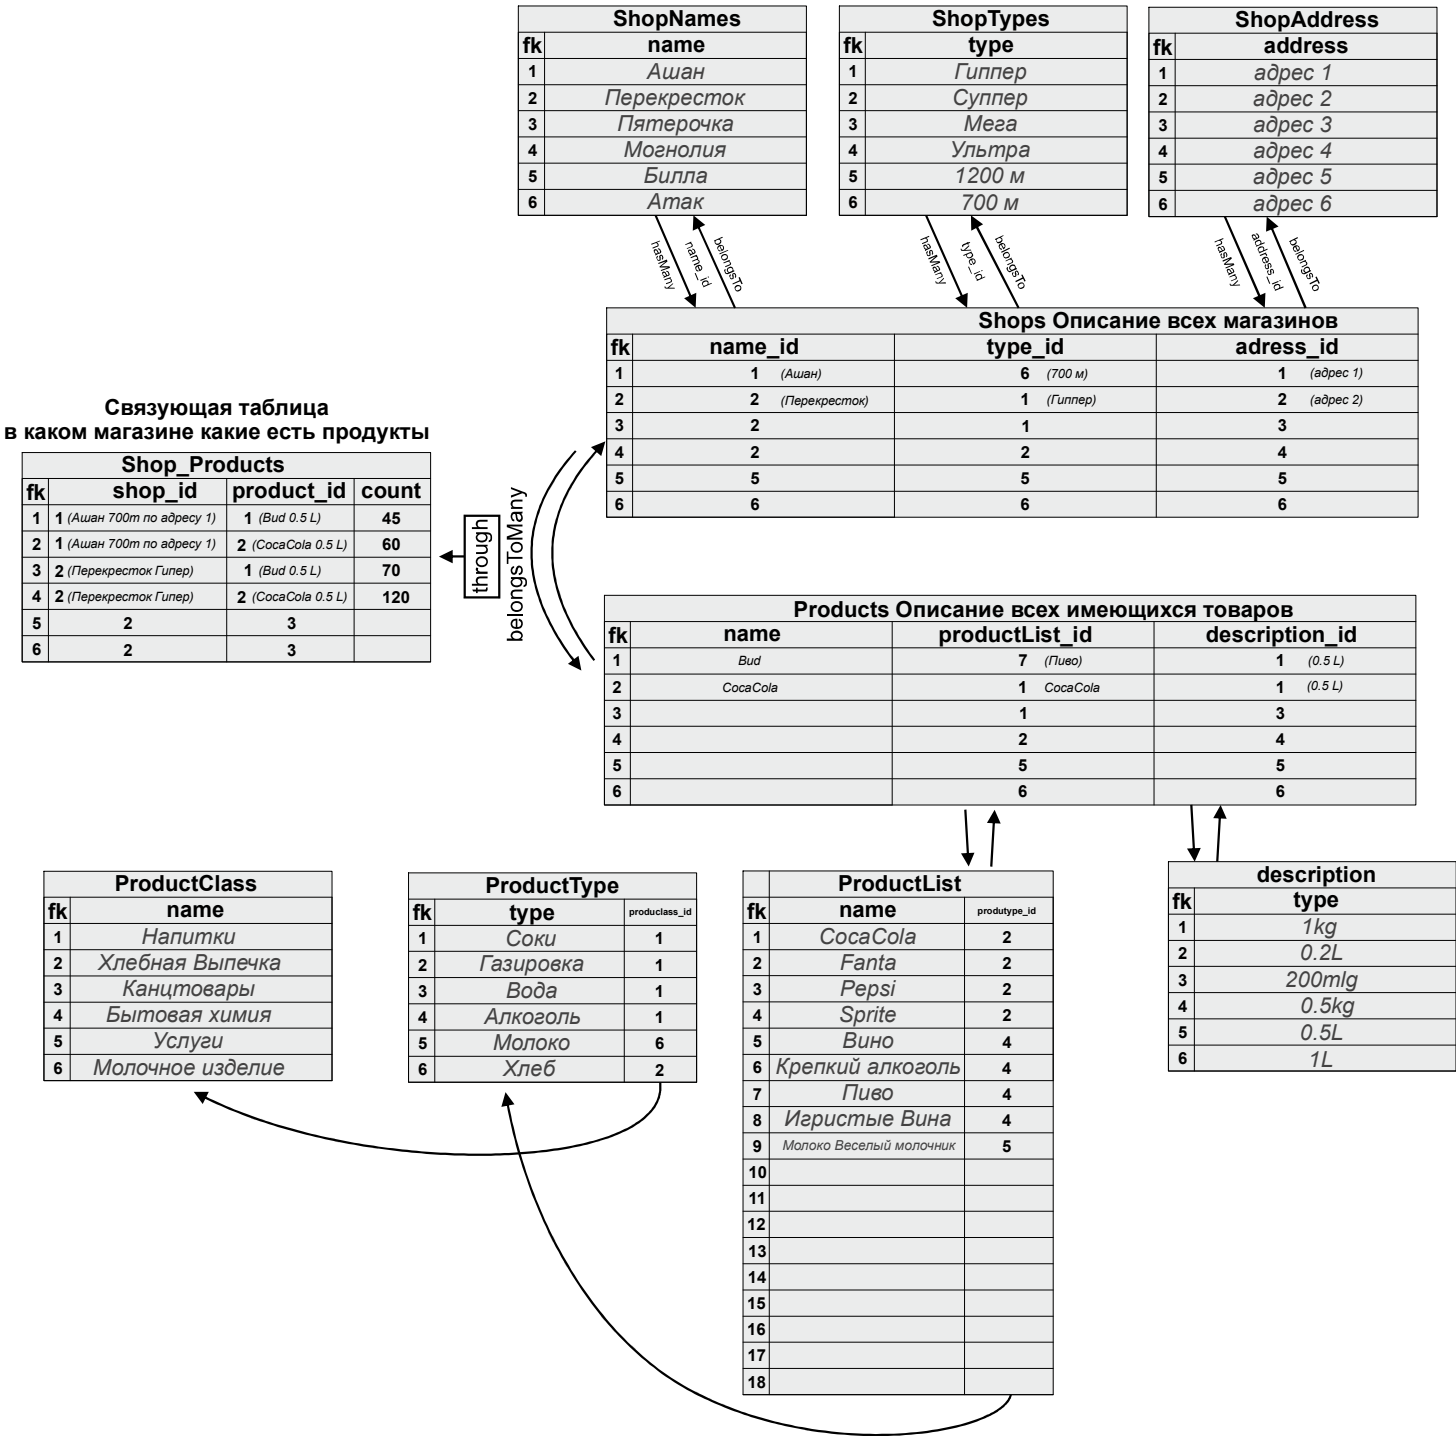 ShopNames
fk name
1 Ашан
2 Перекресток
3 Пятерочка
4 Могнолия
5 Билла
6 Атак
ShopTypes
fk type
1 Гиппер
2 Суппер
3 Мега
4 Ультра
5 1200 м
6 700 м
ShopAddress
fk address
1 адрес 1
2 адрес 2
3 адрес 3
4 адрес 4
5 адрес 5
6 адрес 6
hasMany
name_id
belongsTo
hasMany
type_id
belongsTo
hasMany
address_id
belongsTo
Shops Описание всех магазинов
fk name_id type_id adress_id
1 1 (Ашан) 6 (700 м) 1 (адрес 1)
2 2 (Перекресток) 1 (Гиппер) 2 (адрес 2)
3 2 1 3
4 2 2 4
5 5 5 5
6 6 6 6
Связующая таблица
в каком магазине какие есть продукты
Shop_Products
fk shop_id product_id count
1 1 (Ашан 700m по адресу 1) 1 (Bud 0.5 L) 45
2 1 (Ашан 700m по адресу 1) 2 (CocaCola 0.5 L) 60
3 2 (Перекресток Гипер) 1 (Bud 0.5 L) 70
4 2 (Перекресток Гипер) 2 (CocaCola 0.5 L) 120
5 2 3
6 2 3
through
belongsToMany
Products Описание всех имеющихся товаров
fk name productList_id description_id
1 Bud 7 (Пиво) 1 (0.5 L)
2 CocaCola 1 CocaCola 1 (0.5 L)
3 1 3
4 2 4
5 5 5
6 6 6
ProductClass
fk name
1 Напитки
2 Хлебная Выпечка
3 Канцтовары
4 Бытовая химия
5 Услуги
6 Молочное изделие
ProductType
fk type produclass_id
1 Соки 1
2 Газировка 1
3 Вода 1
4 Алкоголь 1
5 Молоко 6
6 Хлеб 2
ProductList
fk name produtype_id
1 CocaCola 2
2 Fanta 2
3 Pepsi 2
4 Sprite 2
5 Вино 4
6 Крепкий алкоголь 4
7 Пиво 4
8 Игристые Вина 4
9 Молоко Веселый молочник 5
10
11
12
13
14
15
16
17
18
description
fk type
1 1kg
2 0.2L
3 200mlg
4 0.5kg
5 0.5L
6 1L